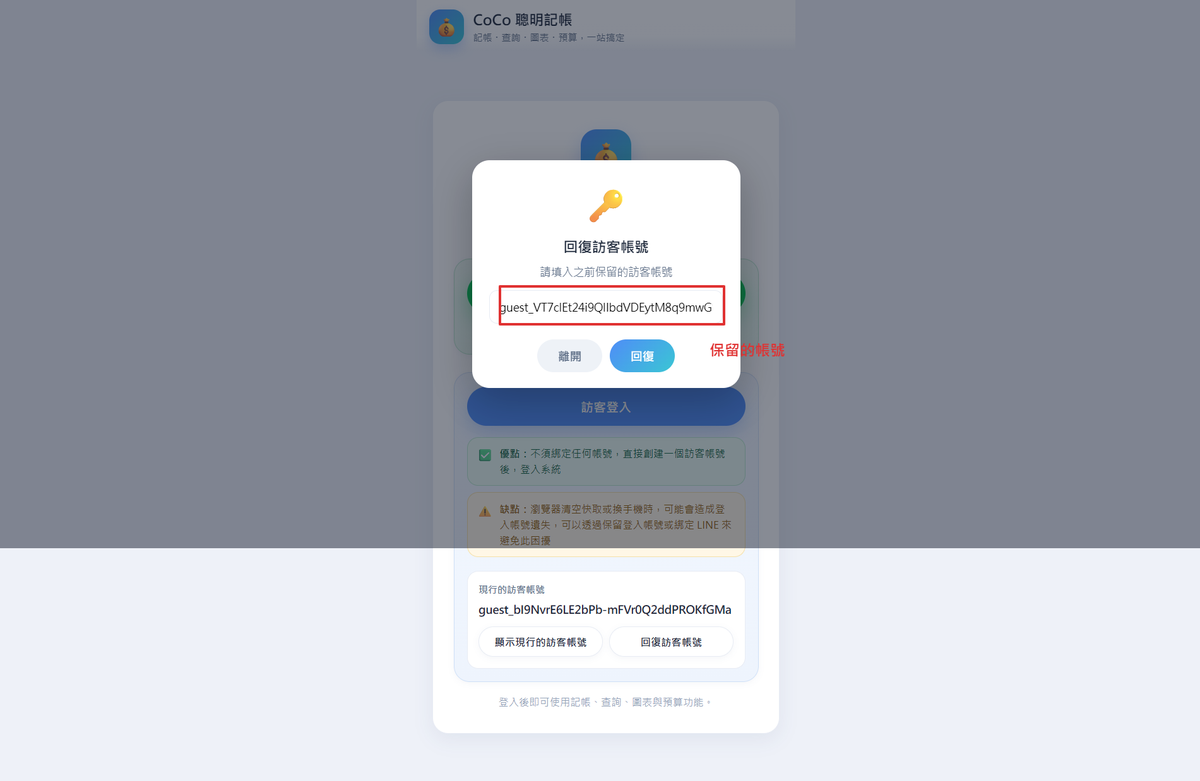 CoCo 聰明記帳
記帳、查詢、圖表、預算，一站搞定
回復訪客帳號
請填入之前保留的訪客帳號
guest_VT7clEt24i9QIlbdVDEytM8q9mwG
離開
回復
保留的帳號
訪客登入
優點：不須綁定任何帳號，直接創建一個訪客帳號
後，登入系統
缺点：瀏覽器清空快取或換手機時，可能會造成登
入帳號遺失，可以透過保留登入帳號或綁定 LINE 來
避免此困擾
現行的訪客帳號
guest_bI9NvrE6LE2bPb-mFVr0Q2ddPROKfGMa
顯示現行的訪客帳號
回復訪客帳號
登入後即可使用記帳、查詢、圖表與預算功能。